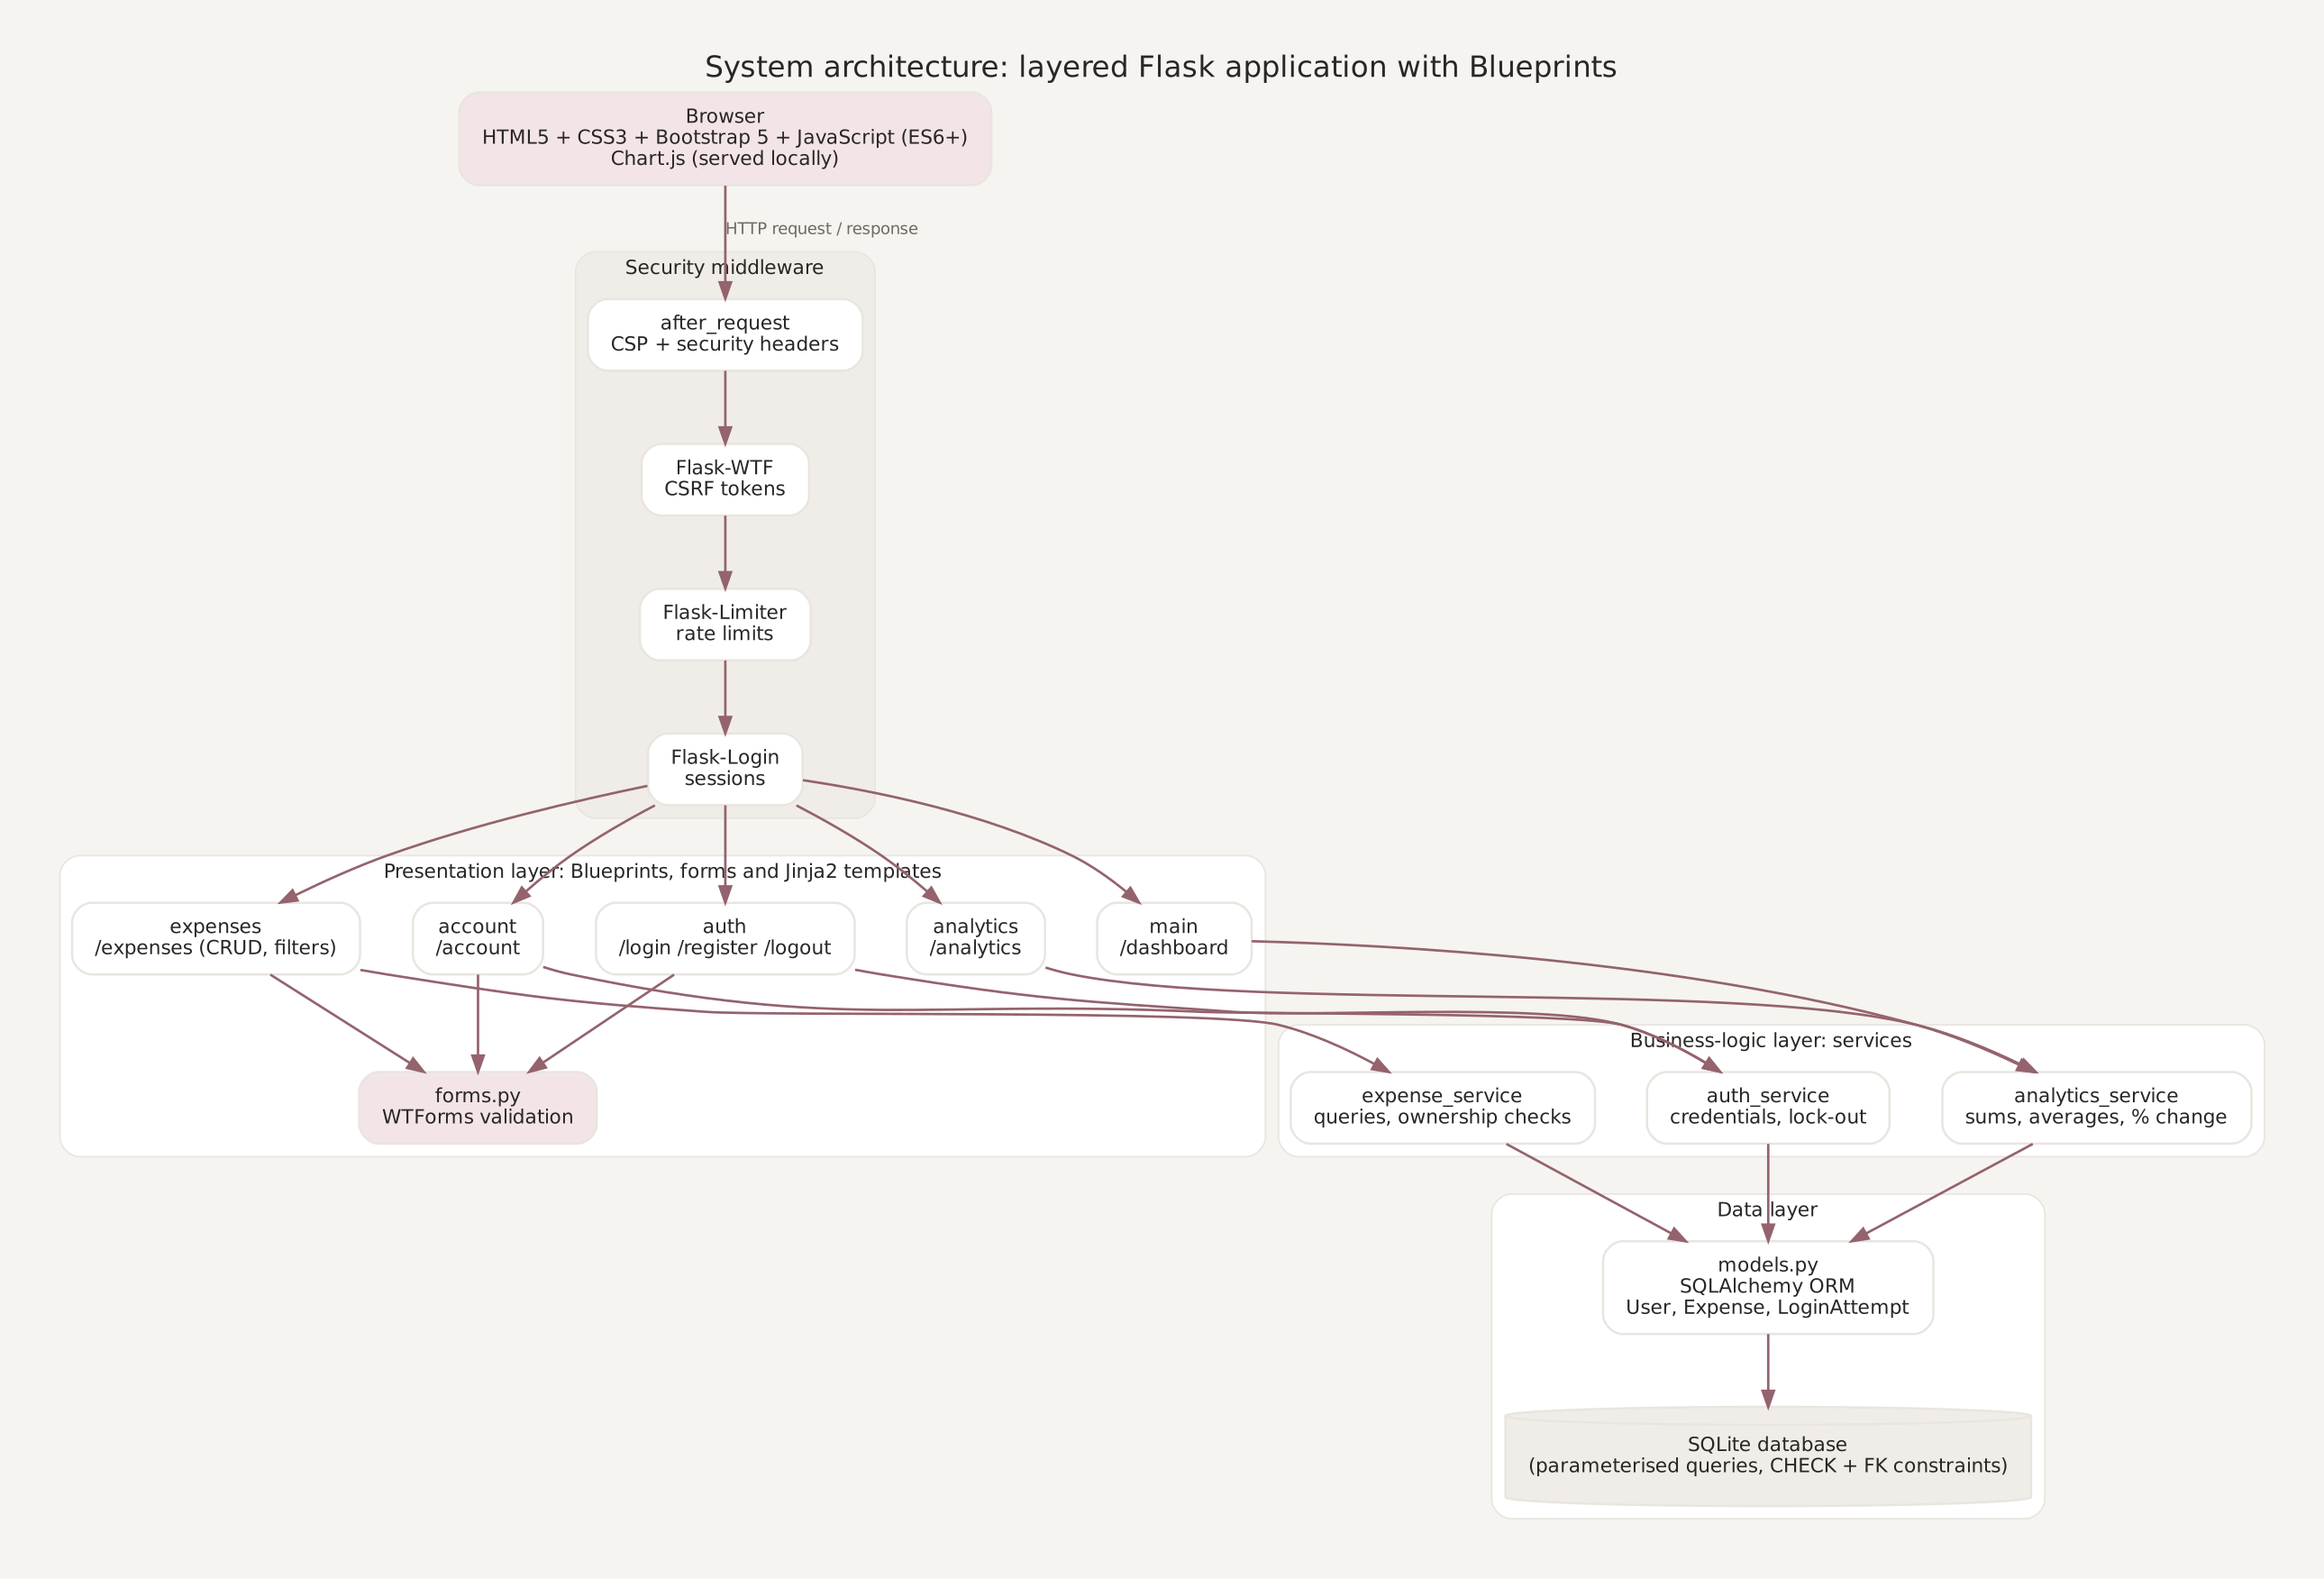 System architecture: layered Flask application with Blueprints
Browser
HTML5 + CSS3 + Bootstrap 5 + JavaScript (ES6+)
Chart.js (served locally)
HTTP request / response
Security middleware
after_request
CSP + security headers
Flask-WTF
CSRF tokens
Flask-Limiter
rate limits
Flask-Login
sessions
Presentation layer: Blueprints, forms and Jinja2 templates
expenses
/expenses (CRUD, filters)
account
/account
auth
/login /register /logout
analytics
/analytics
main
/dashboard
forms.py
WTForms validation
Business-logic layer: services
expense_service
queries, ownership checks
auth_service
credentials, lock-out
analytics_service
sums, averages, % change
Data layer
models.py
SQLAlchemy ORM
User, Expense, LoginAttempt
SQLite database
(parameterised queries, CHECK + FK constraints)